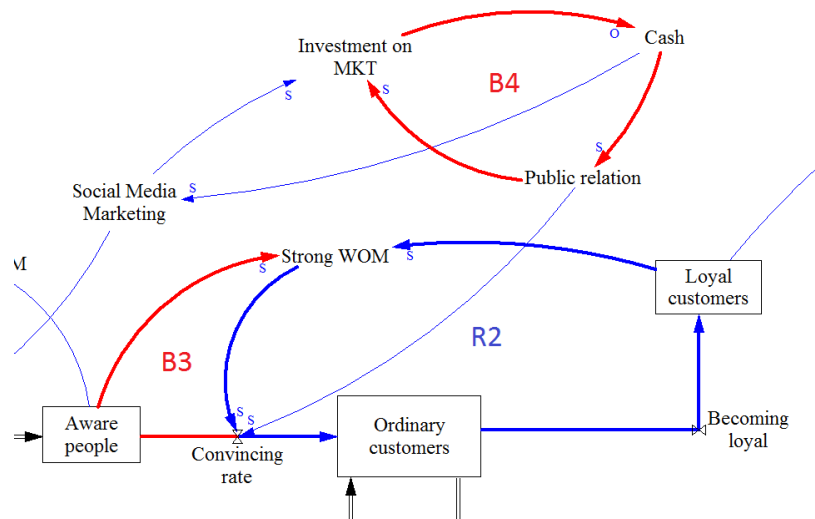 Investment on
MKT
O
Cash
B4
S
S
S
Public relation
Social Media
Marketing
S
M
Strong WOM
S
S
Loyal
customers
B3
R2
S
S
Aware
people
Convincing
rate
Ordinary
customers
Becoming
loyal